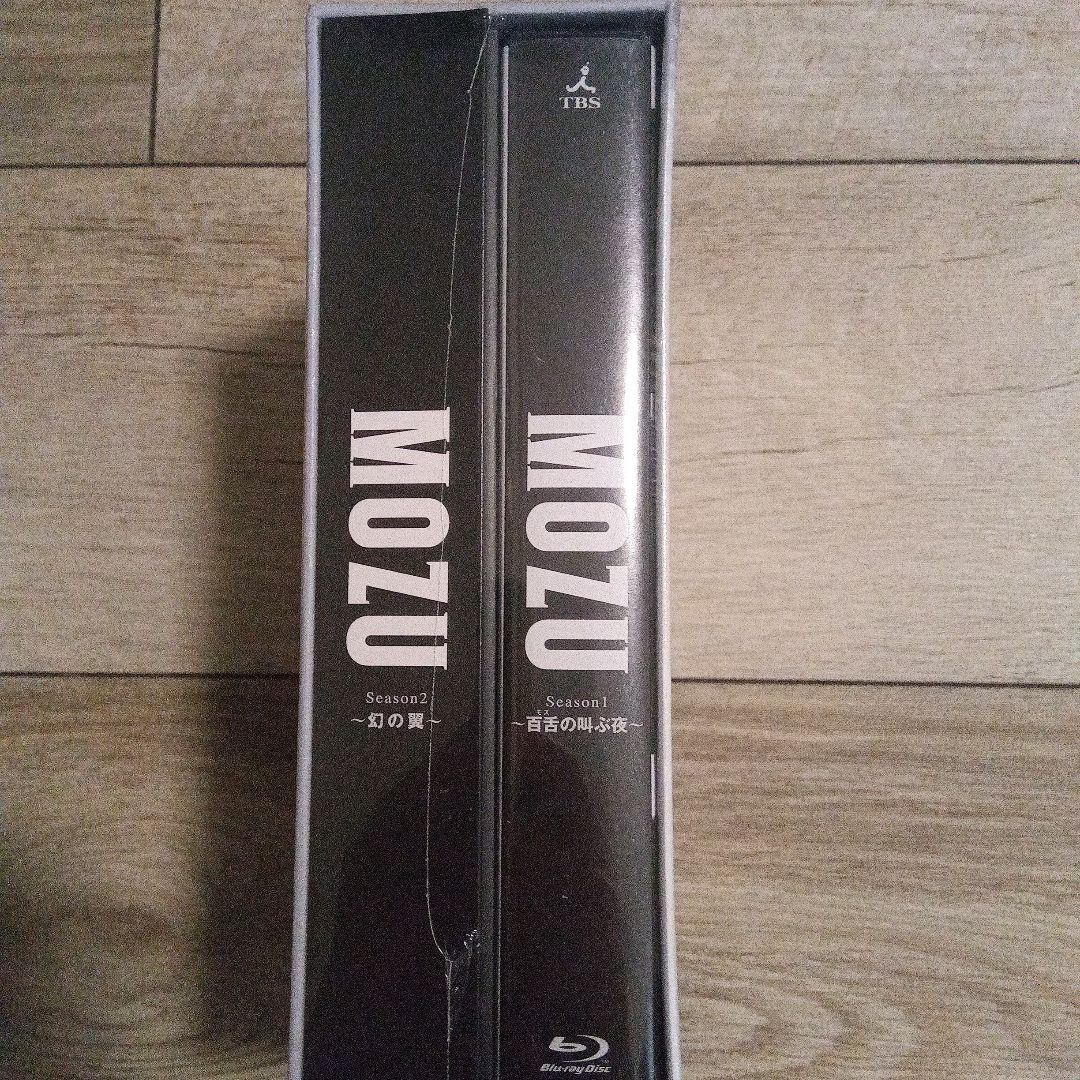 MOZU
Season2
～幻の翼～
TBS
MOZU
Season1
モズ
～百舌の叫ぶ夜～
Blu-ray Disc